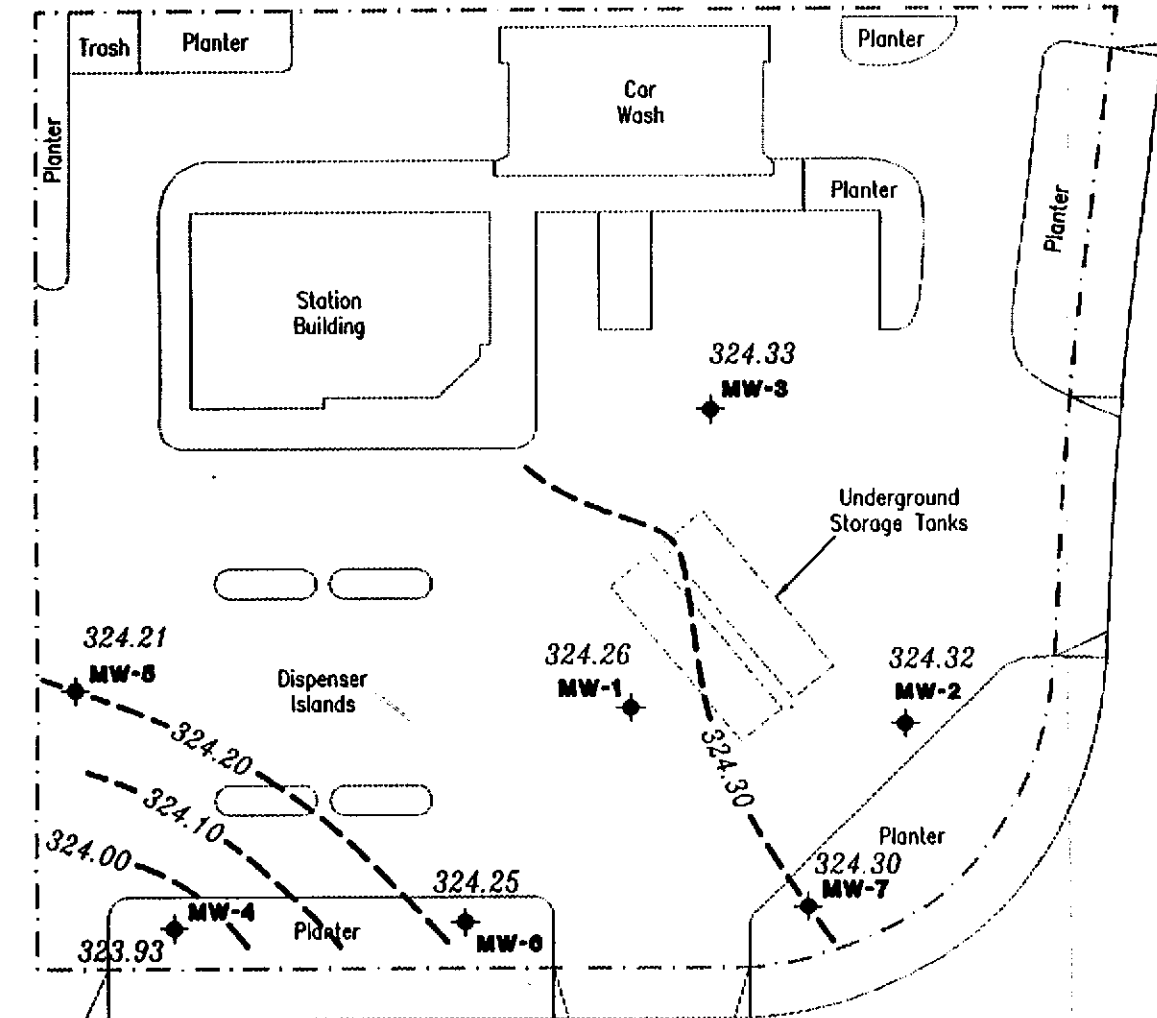 Trash
Planter
Planter
Car
Wash
Planter
Planter
Planter
Station
Building
324.33
MW-3
Underground
Storage Tanks
324.21
MW-5
324.26
MW-1
324.32
MW-2
Dispenser
Islands
324.20
324.30
324.10
324.00
Planter
324.30
MW-7
324.25
MW-6
MW-4
Planter
323.93